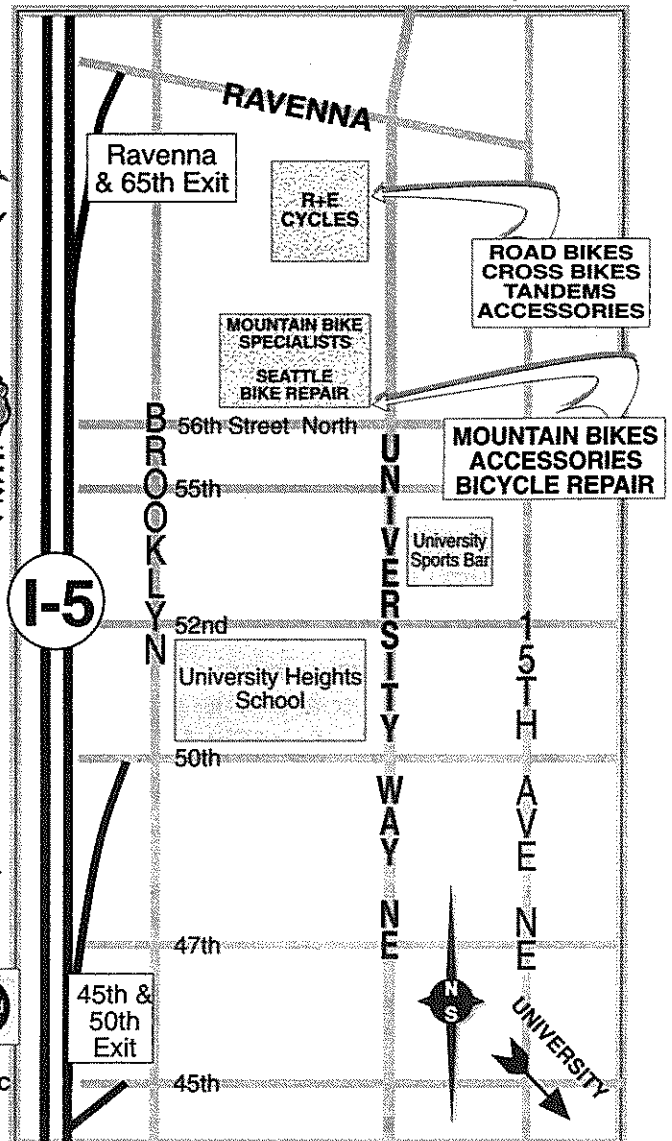 RAVENNA
Ravenna
& 65th Exit
R+E
CYCLES
ROAD BIKES
CROSS BIKES
TANDEMS
ACCESSORIES
MOUNTAIN BIKE
SPECIALISTS
SEATTLE
BIKE REPAIR
BROOKLYN
56th Street North
UNIVERSITY WAY NE
MOUNTAIN BIKES
ACCESSORIES
BICYCLE REPAIR
55th
University
Sports Bar
I-5
52nd
15TH AVE NE
University Heights
School
50th
47th
45th &
50th
Exit
N
S
UNIVERSITY
45th